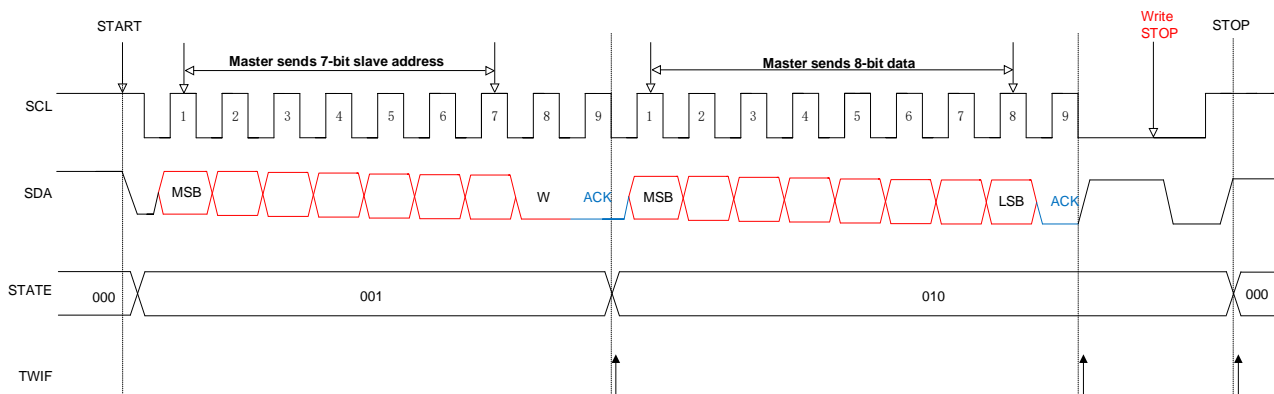 START
Write
STOP
STOP
Master sends 7-bit slave address
Master sends 8-bit data
SCL
1 2 3 4 5 6 7 8 9 1 2 3 4 5 6 7 8 9
SDA
MSB W ACK MSB LSB ACK
STATE
000 001 010 000
TWIF